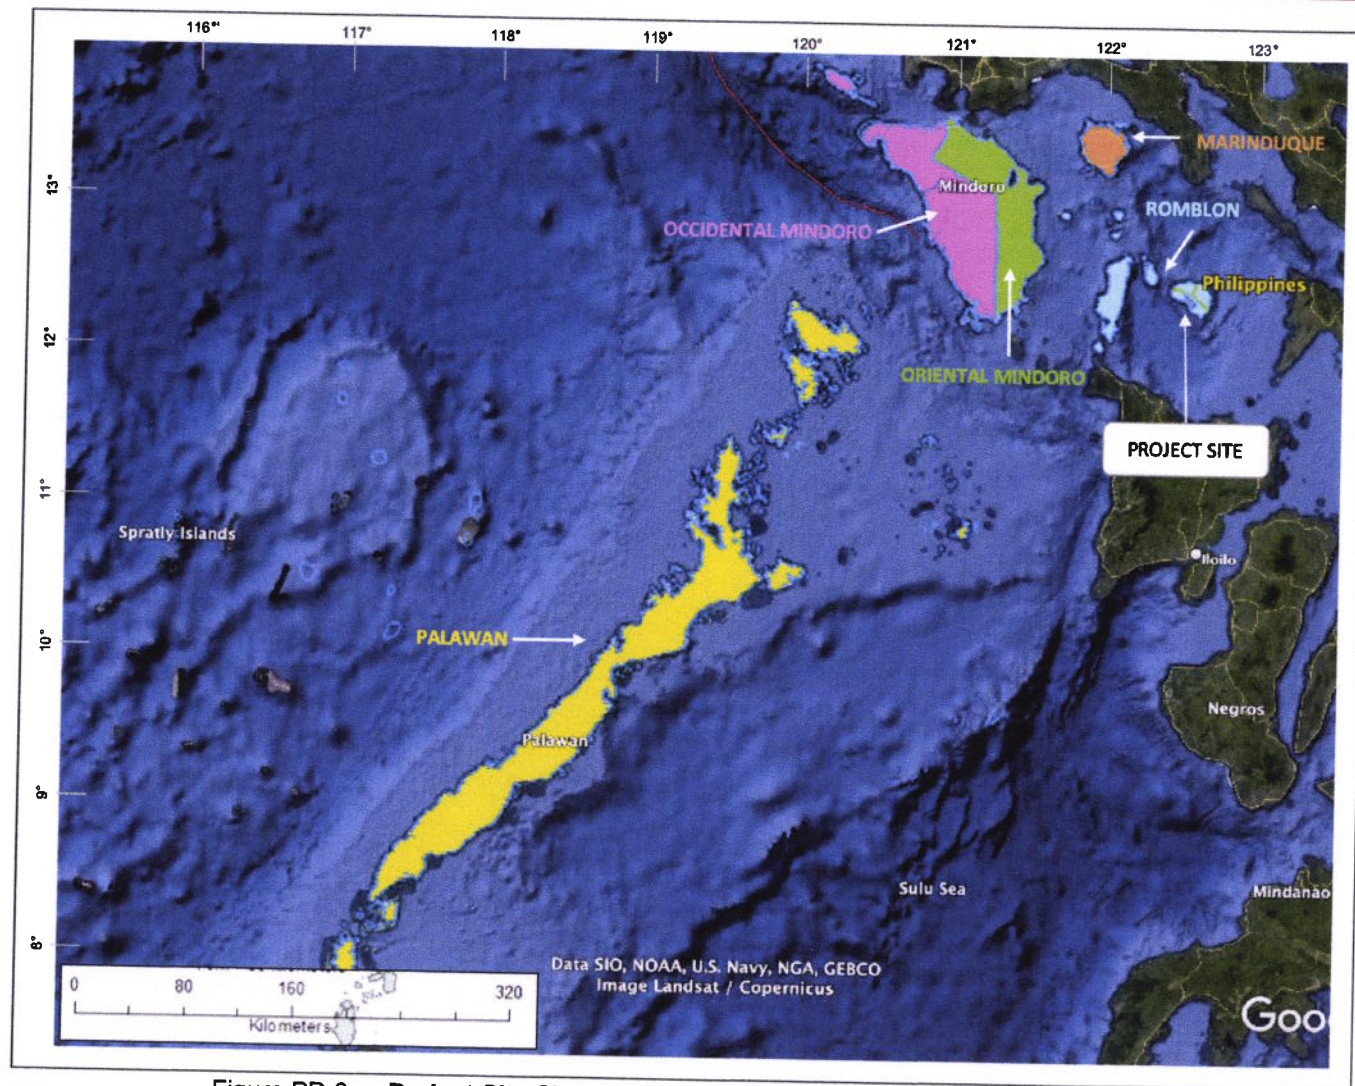 116°
117°
118°
119°
120°
121°
122°
123°
MARINDUQUE
13°
Mindoro
ROMBLON
OCCIDENTAL MINDORO
Philippines
12°
ORIENTAL MINDORO
PROJECT SITE
11°
Spratly Islands
Iloilo
10°
PALAWAN
Negros
Palawan
9°
Sulu Sea
Mindanao
8°
Data SIO, NOAA, U.S. Navy, NGA, GEBCO
Image Landsat / Copernicus
0 80 160 320
Kilometers
Goo